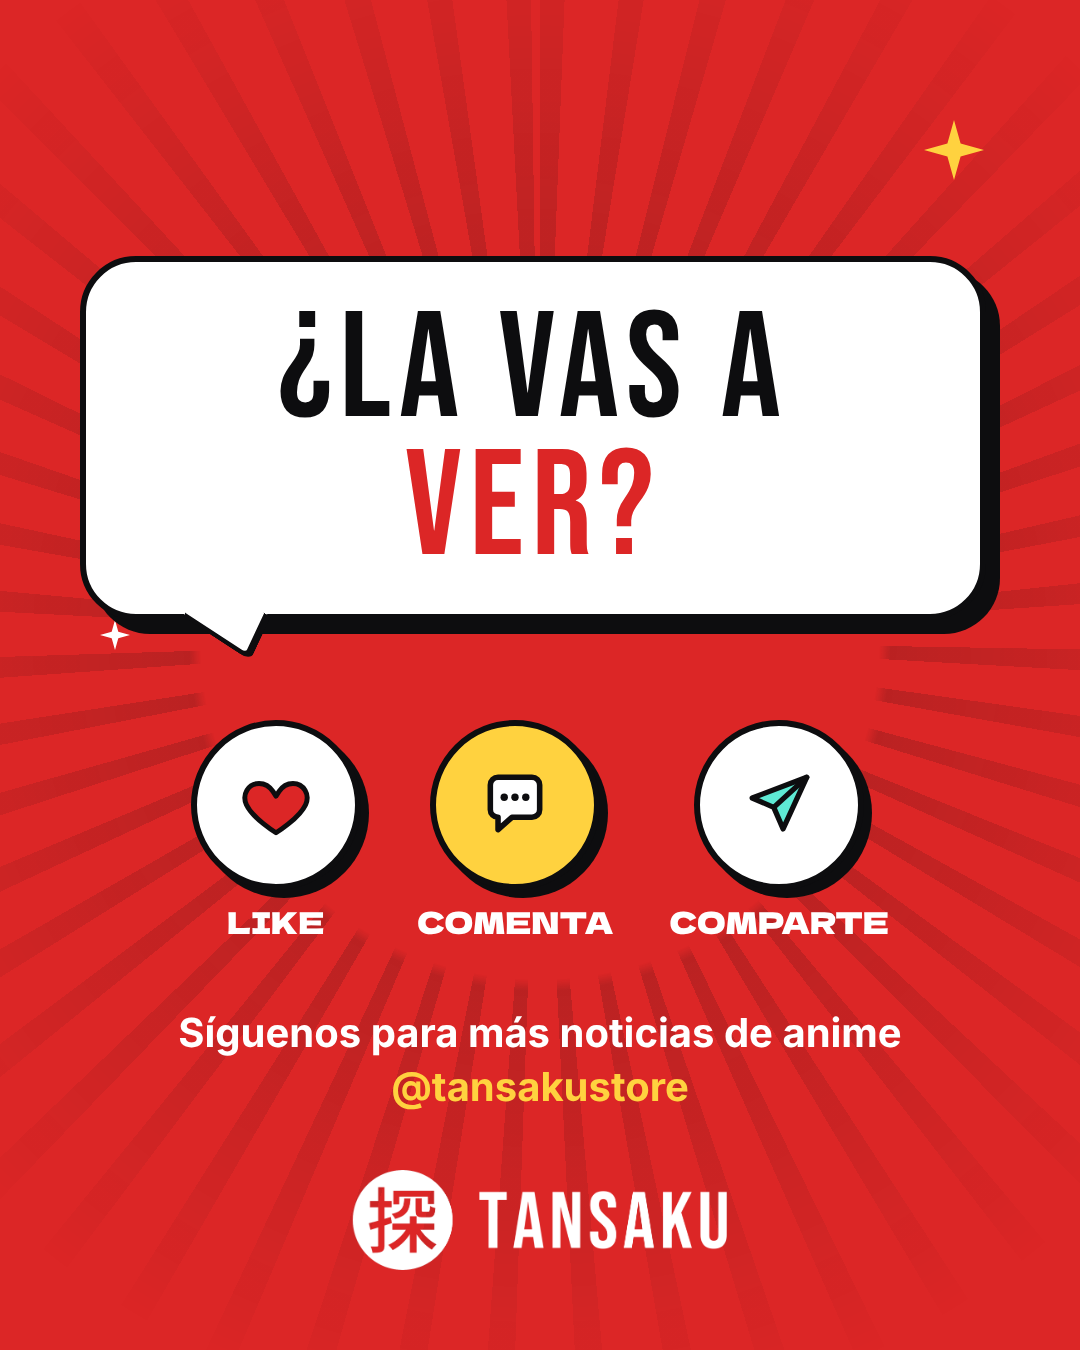 ¿LA VAS A
VER?
LIKE COMENTA COMPARTE
Síguenos para más noticias de anime
@tansakustore
探 TANSAKU